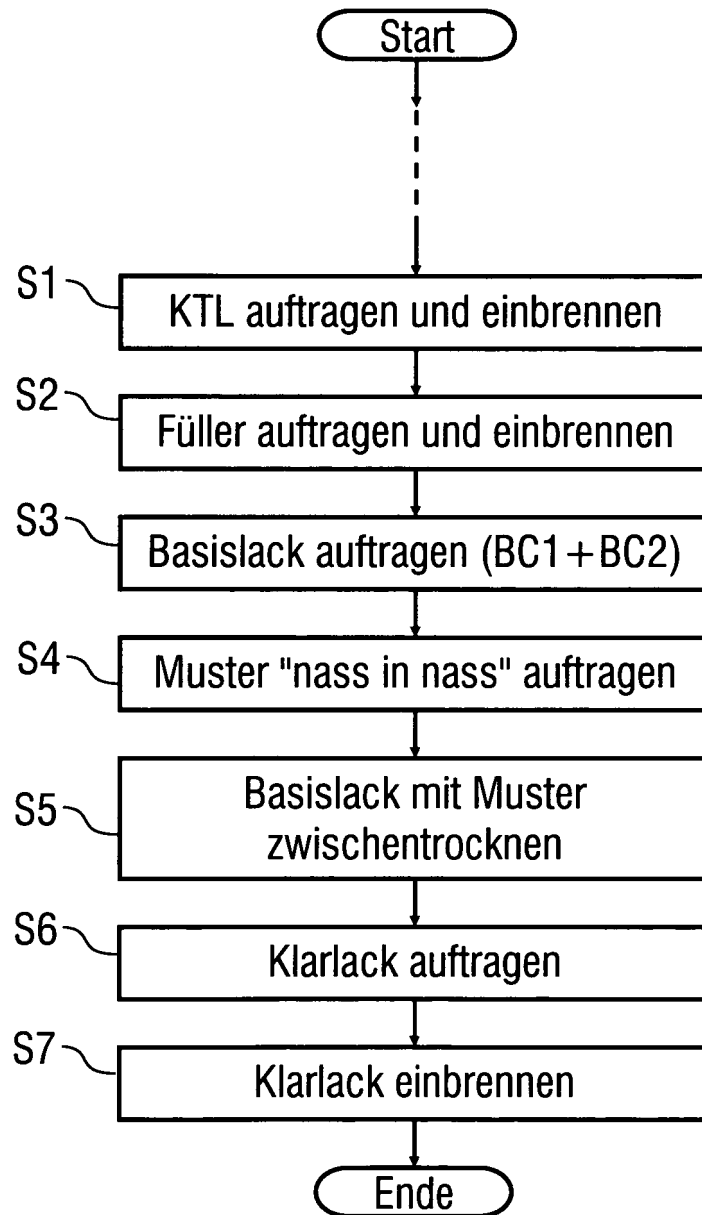 Start
S1
KTL auftragen und einbrennen
S2
Füller auftragen und einbrennen
S3
Basislack auftragen (BC1+BC2)
S4
Muster "nass in nass" auftragen
S5
Basislack mit Muster
zwischentrocknen
S6
Klarlack auftragen
S7
Klarlack einbrennen
Ende